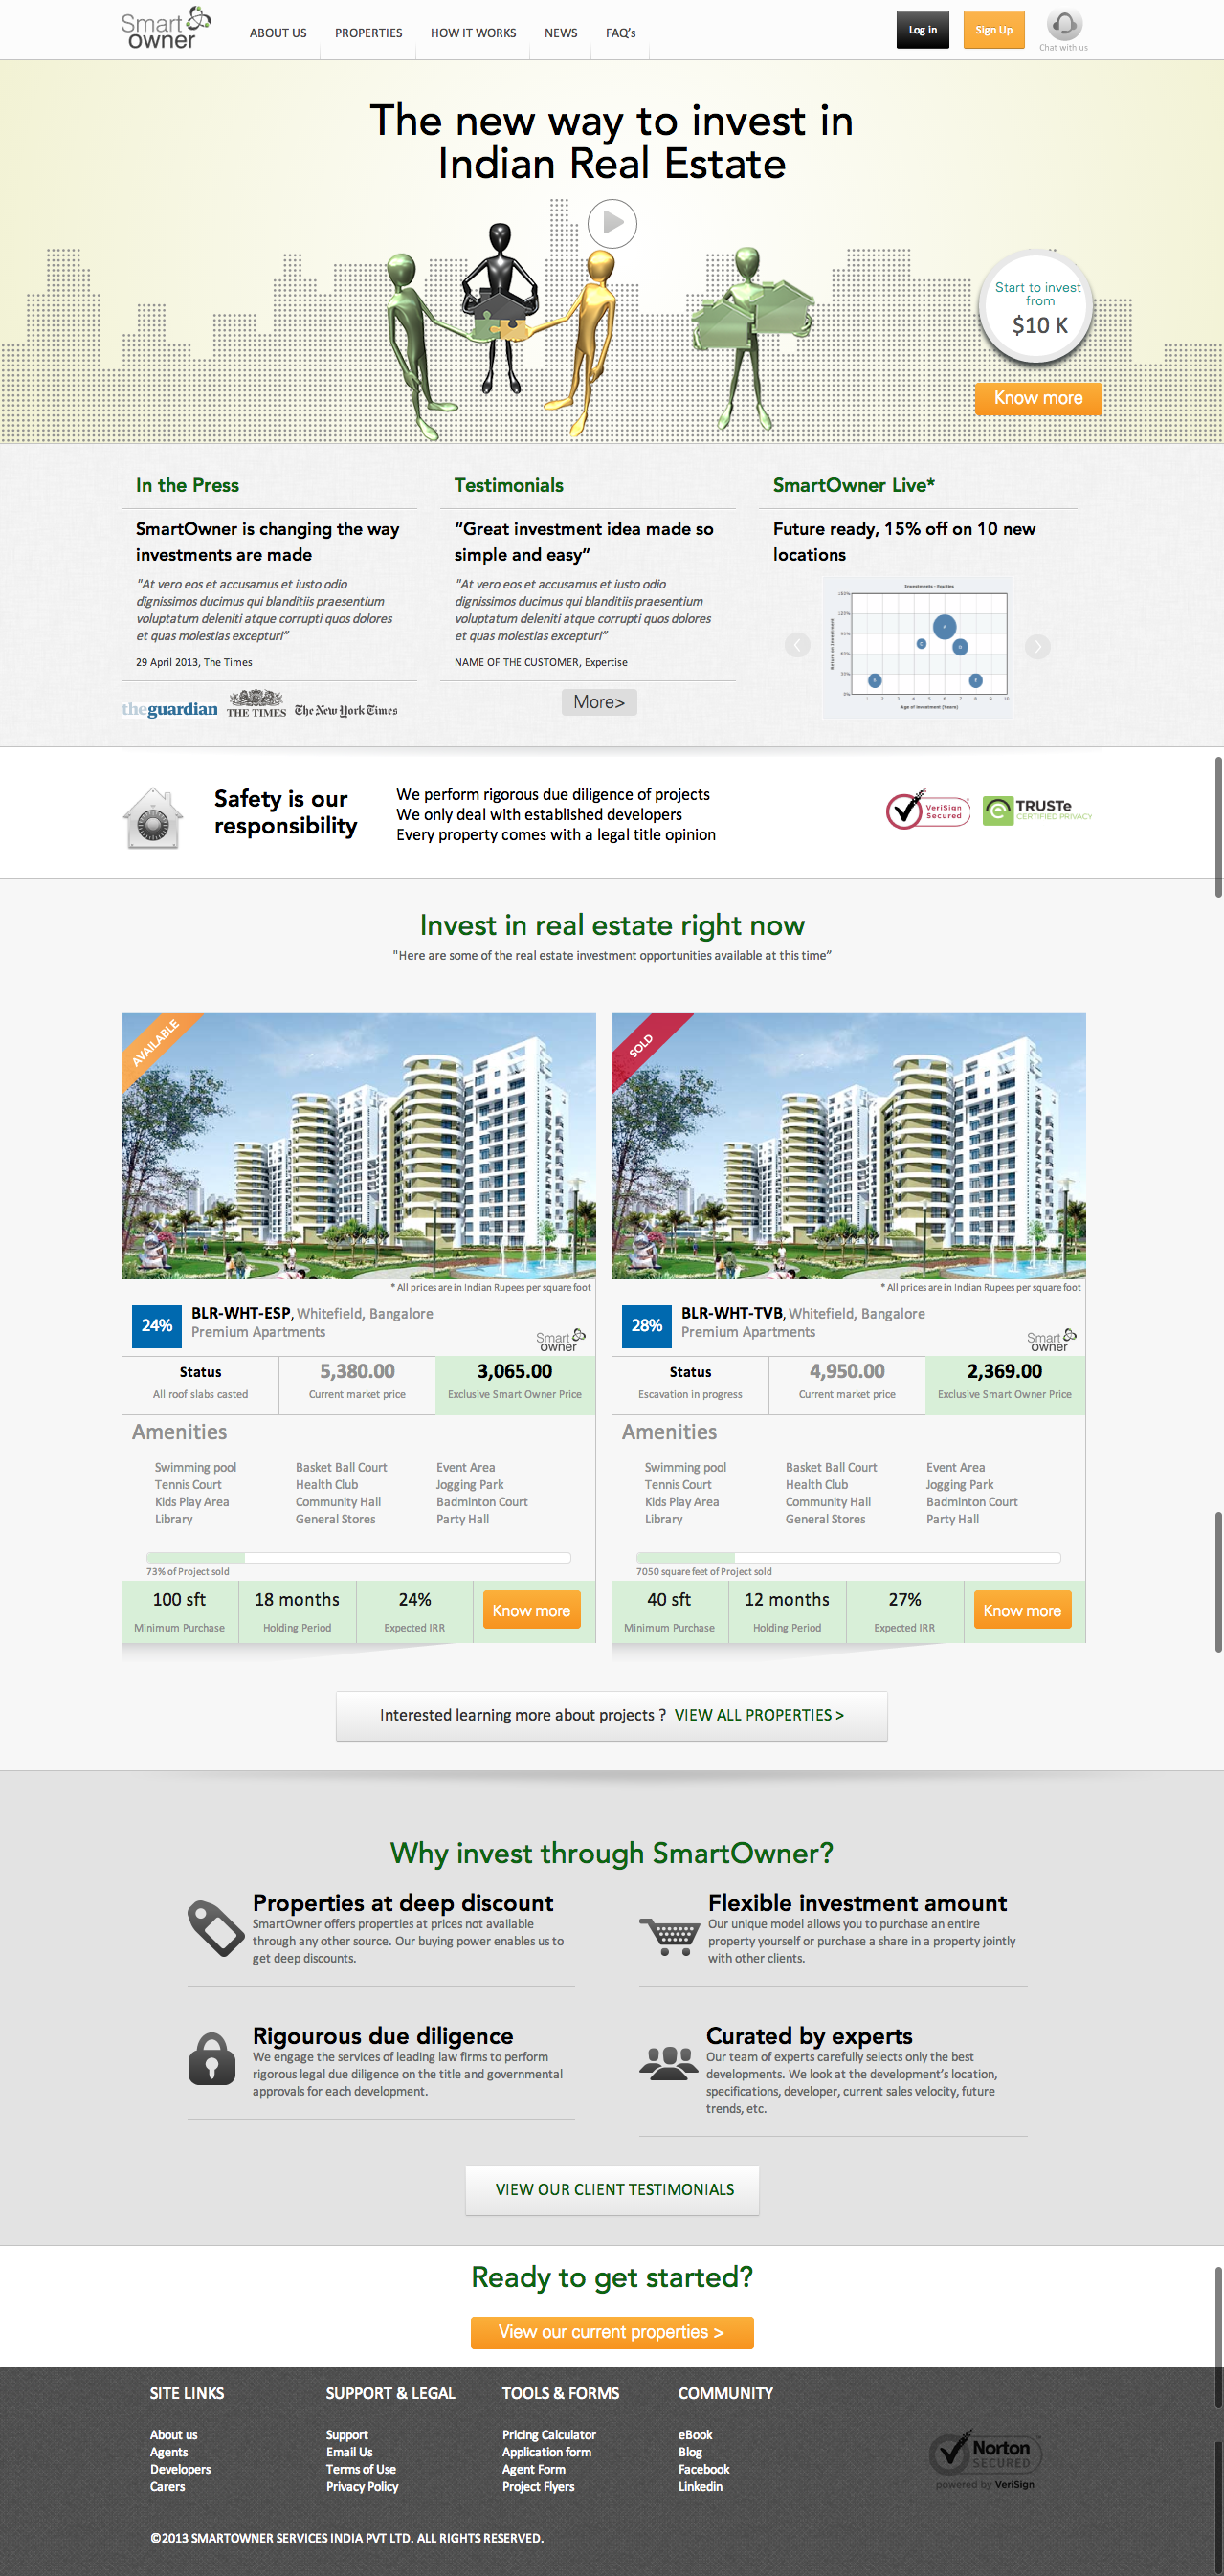 Smart
owner
ABOUT US
PROPERTIES
HOW IT WORKS
NEWS
FAQ's
Log In
Sign Up
Chat with us
The new way to invest in
Indian Real Estate
Start to invest
from
$10 K
Know more
In the Press
SmartOwner is changing the way
investments are made
"At vero eos et accusamus et iusto odio
dignissimos ducimus qui blanditiis praesentium
voluptatum deleniti atque corrupti quos dolores
et quas molestias excepturi”
29 April 2013, The Times
theguardian
THE TIMES
The New York Times
Testimonials
“Great investment idea made so
simple and easy”
"At vero eos et accusamus et iusto odio
dignissimos ducimus qui blanditiis praesentium
voluptatum deleniti atque corrupti quos dolores
et quas molestias excepturi”
NAME OF THE CUSTOMER, Expertise
More>
SmartOwner Live*
Future ready, 15% off on 10 new
locations
Investments - Equities
Return on Investment
Age of Investment (Years)
Safety is our
responsibility
We perform rigorous due diligence of projects
We only deal with established developers
Every property comes with a legal title opinion
VeriSign
Secured
TRUSTe
CERTIFIED PRIVACY
Invest in real estate right now
"Here are some of the real estate investment opportunities available at this time”
AVAILABLE
* All prices are in Indian Rupees per square foot
24%
BLR-WHT-ESP, Whitefield, Bangalore
Premium Apartments
Smart
owner
Status
All roof slabs casted
5,380.00
Current market price
3,065.00
Exclusive Smart Owner Price
Amenities
Swimming pool
Tennis Court
Kids Play Area
Library
Basket Ball Court
Health Club
Community Hall
General Stores
Event Area
Jogging Park
Badminton Court
Party Hall
73% of Project sold
100 sft
Minimum Purchase
18 months
Holding Period
24%
Expected IRR
Know more
SOLD
* All prices are in Indian Rupees per square foot
28%
BLR-WHT-TVB, Whitefield, Bangalore
Premium Apartments
Smart
owner
Status
Escavation in progress
4,950.00
Current market price
2,369.00
Exclusive Smart Owner Price
Amenities
Swimming pool
Tennis Court
Kids Play Area
Library
Basket Ball Court
Health Club
Community Hall
General Stores
Event Area
Jogging Park
Badminton Court
Party Hall
7050 square feet of Project sold
40 sft
Minimum Purchase
12 months
Holding Period
27%
Expected IRR
Know more
Interested learning more about projects ? VIEW ALL PROPERTIES >
Why invest through SmartOwner?
Properties at deep discount
SmartOwner offers properties at prices not available
through any other source. Our buying power enables us to
get deep discounts.
Flexible investment amount
Our unique model allows you to purchase an entire
property yourself or purchase a share in a property jointly
with other clients.
Rigourous due diligence
We engage the services of leading law firms to perform
rigorous legal due diligence on the title and governmental
approvals for each development.
Curated by experts
Our team of experts carefully selects only the best
developments. We look at the development's location,
specifications, developer, current sales velocity, future
trends, etc.
VIEW OUR CLIENT TESTIMONIALS
Ready to get started?
View our current properties >
SITE LINKS
About us
Agents
Developers
Carers
SUPPORT & LEGAL
Support
Email Us
Terms of Use
Privacy Policy
TOOLS & FORMS
Pricing Calculator
Application form
Agent Form
Project Flyers
COMMUNITY
eBook
Blog
Facebook
Linkedin
Norton
SECURED
powered by VeriSign
©2013 SMARTOWNER SERVICES INDIA PVT LTD. ALL RIGHTS RESERVED.